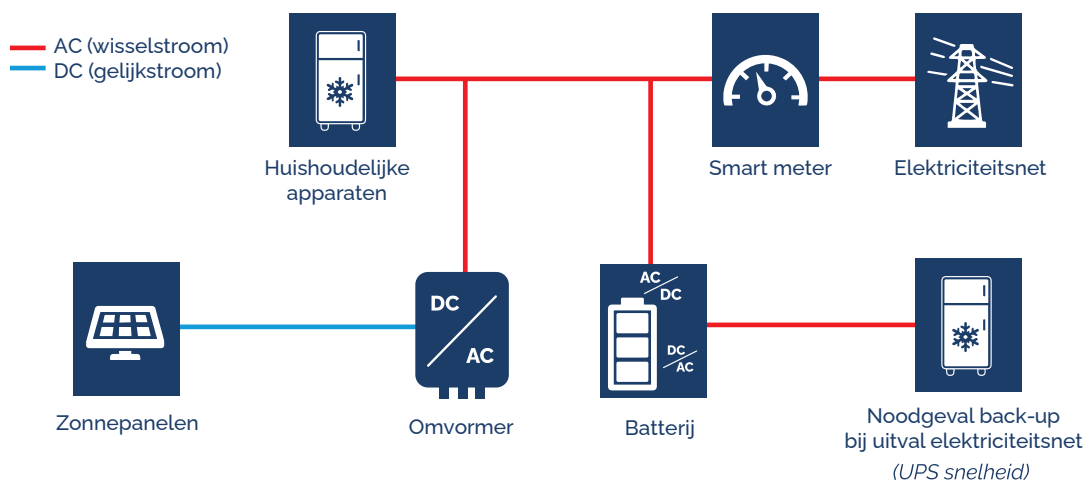 AC (wisselstroom)
DC (gelijkstroom)
Huishoudelijke
apparaten
Smart meter
Elektriciteitsnet
DC
AC
AC
DC
DC
AC
Zonnepanelen
Omvormer
Batterij
Noodgeval back-up
bij uitval elektriciteitsnet
(UPS snelheid)